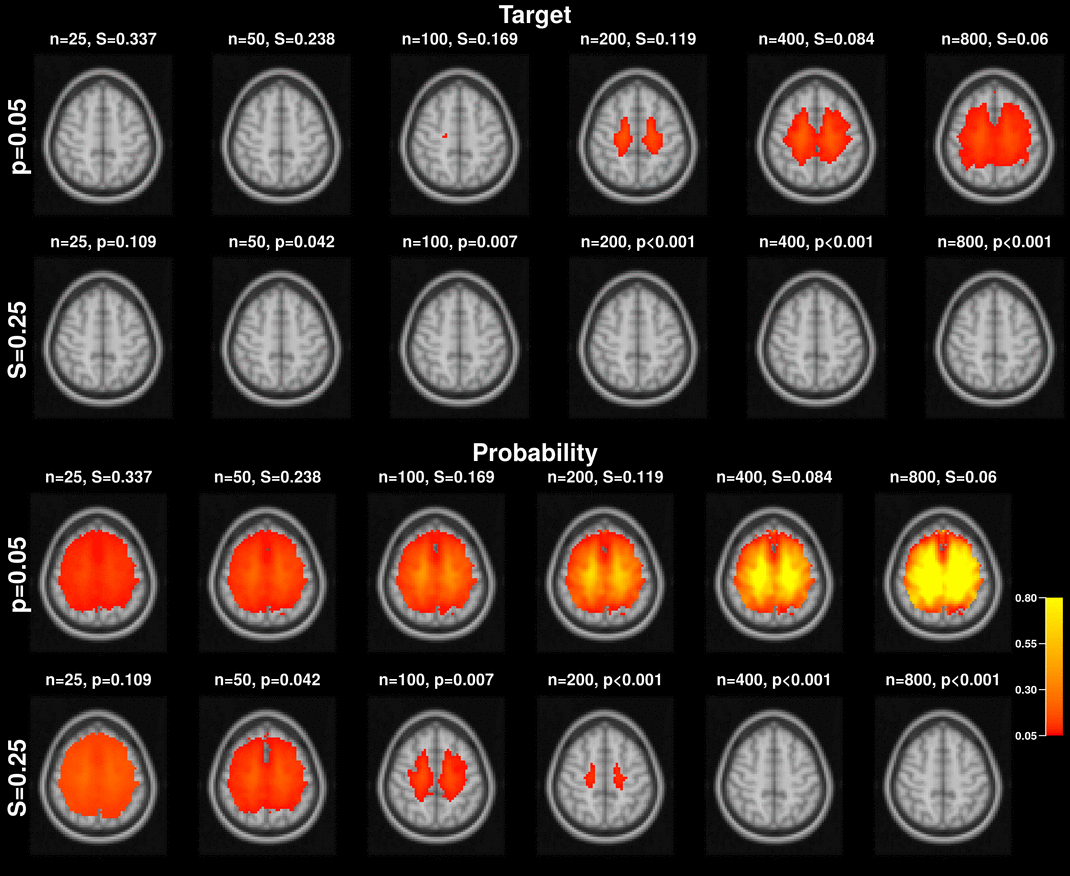 Target
n=25, S=0.337 n=50, S=0.238 n=100, S=0.169 n=200, S=0.119 n=400, S=0.084 n=800, S=0.06
p=0.05
n=25, p=0.109 n=50, p=0.042 n=100, p=0.007 n=200, p<0.001 n=400, p<0.001 n=800, p<0.001
S=0.25
Probability
n=25, S=0.337 n=50, S=0.238 n=100, S=0.169 n=200, S=0.119 n=400, S=0.084 n=800, S=0.06
p=0.05
0.80
0.55
0.30
0.05
n=25, p=0.109 n=50, p=0.042 n=100, p=0.007 n=200, p<0.001 n=400, p<0.001 n=800, p<0.001
S=0.25